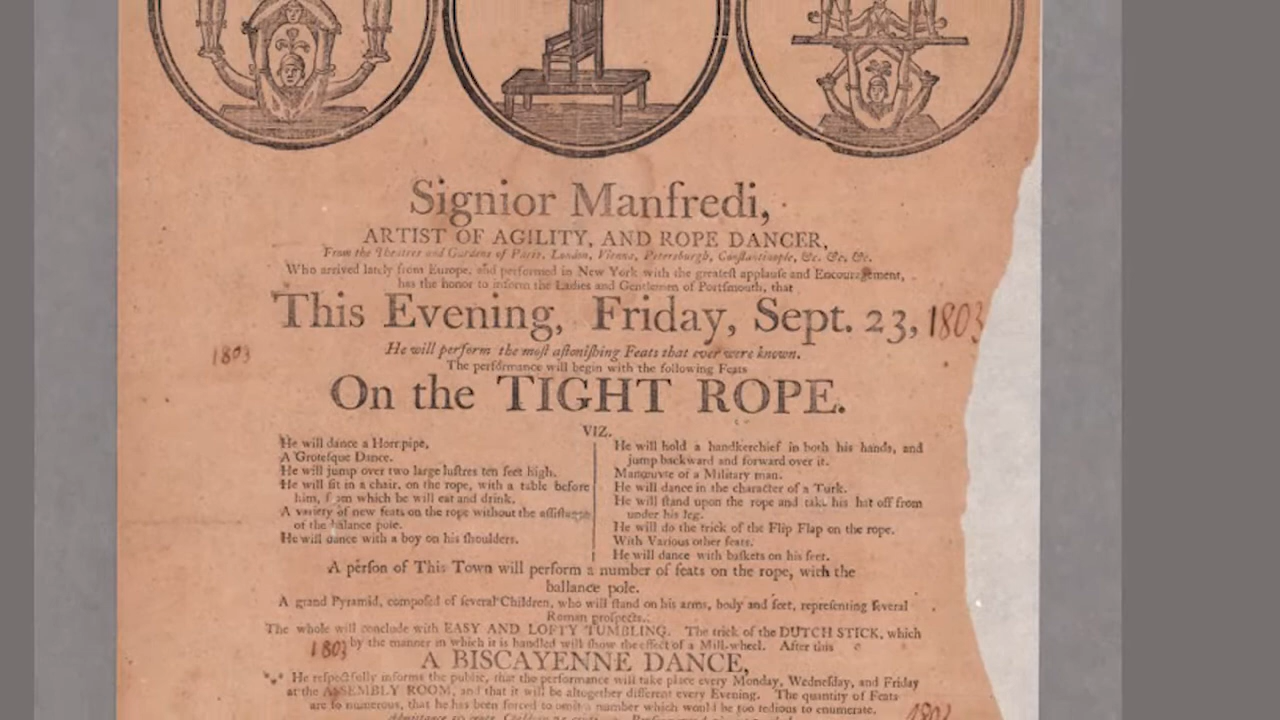 Signior Manfredi,
ARTIST OF AGILITY, AND ROPE DANCER,
From the Theatres and Gardens of Paris, London, Vienna, Petersburgh, Conſtantinople, &c. &c. &c.
Who arrived lately from Europe, and performed in New York with the greateſt applauſe and Encouragement,
has the honor to inform the Ladies and Gentlemen of Portſmouth, that
This Evening, Friday, Sept. 23, 1803
1803
He will perform the moſt aſtoniſhing Feats that ever were known.
The performance will begin with the following Feats
On the TIGHT ROPE.
VIZ.
He will dance a Hornpipe,
A Groteſque Dance.
He will jump over two large luſtres ten feet high.
He will ſit in a chair, on the rope, with a table before
him, from which he will eat and drink.
A variety of new feats on the rope without the aſſiſtance
of the balance pole.
He will dance with a boy on his ſhoulders.
He will hold a handkerchief in both his hands, and
jump backward and forward over it.
Manœuvre of a Military man.
He will dance in the character of a Turk.
He will ſtand upon the rope and take his hat off from
under his leg.
He will do the trick of the Flip Flap on the rope.
With Various other feats.
He will dance with baſkets on his feet.
A perſon of This Town will perform a number of feats on the rope, with the
ballance pole.
A grand Pyramid, compoſed of ſeveral Children, who will ſtand on his arms, body and feet, repreſenting ſeveral
Roman proſpects.
The whole will conclude with EASY AND LOFTY TUMBLING. The trick of the DUTCH STICK, which
1803 by the manner in which it is handled will ſhow the effect of a Mill-wheel. After this
A BISCAYENNE DANCE,
He reſpectfully informs the public, that the performance will take place every Monday, Wedneſday, and Friday
at the ASSEMBLY ROOM, and that it will be altogether different every Evening. The quantity of Feats
are ſo numerous, that he has been forced to omit a number which would be too tedious to enumerate.
1803